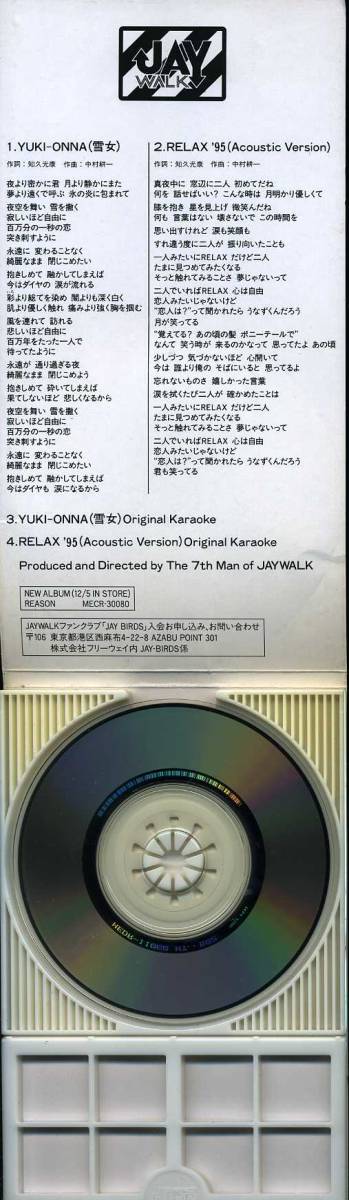 JAY
WALK
1.YUKI-ONNA(雪女)
作詞:知久光康 作曲:中村耕一
夜より密かに君 月より静かにまた
夢より遠くで呼ぶ 氷の炎に包まれて
夜空を舞い 雪を撒く
寂しいほど自由に
百万分の一秒の恋
突き刺すように
永遠に 変わることなく
綺麗なまま 閉じこめたい
抱きしめて 融かしてしまえば
今はダイヤの 涙が流れる
彩より総てを染め 闇よりも深く白く
肌より優しく触れ 痛みより強く胸を掴む
風を連れて 訪れる
悲しいほど自由に
百万年をたった一人で
待ってたように
永遠が 通り過ぎる夜
綺麗なまま 閉じこめよう
抱きしめて 砕いてしまえば
果てしないほど 悲しくなるから
夜空を舞い 雪を撒く
寂しいほど自由に
百万分の一秒の恋
突き刺すように
永遠に 変わることなく
綺麗なまま 閉じこめたい
抱きしめて 融かしてしまえば
今はダイヤも 涙になるから
2.RELAX '95(Acoustic Version)
作詞:知久光康 作曲:中村耕一
真夜中に 窓辺に二人 初めてだね
何を 話せばいい? こんな時は 月明かり優しくて
膝を抱き 星を見上げ 微笑んだね
何も 言葉はない 壊さないで この時間を
思い出すけれど 涙も笑顔も
すれ違う度に二人が 振り向いたことも
一人みたいにRELAX だけど二人
たまに見つめてみたくなる
そっと触れてみることさ 夢じゃないって
二人でいればRELAX 心は自由
恋人みたいじゃないけど
“恋人は?”って聞かれたら うなずくんだろう
月が笑ってる
“覚えてる? あの頃の髪 ポニーテールで”
なんて 笑う時が 来るのかなって 思ってたよ あの頃
少しづつ 気づかないほど 心開いて
今は 誰より俺の そばにいると 思ってるよ
忘れないものさ 嬉しかった言葉
涙を拭くたび二人が 確かめたことは
一人みたいにRELAX だけど二人
たまに見つめてみたくなる
そっと触れてみることさ 夢じゃないって
二人でいればRELAX 心は自由
恋人みたいじゃないけど
“恋人は?”って聞かれたら うなずくんだろう
君も笑ってる
3.YUKI-ONNA(雪女)Original Karaoke
4.RELAX '95(Acoustic Version)Original Karaoke
Produced and Directed by The 7th Man of JAYWALK
NEW ALBUM(12/5 IN STORE)
REASON MECR-30080
JAYWALKファンクラブ「JAY BIRDS」入会お申し込み、お問い合わせ
〒106 東京都港区西麻布4-22-8 AZABU POINT 301
株式会社フリーウェイ内 JAY-BIRDS係